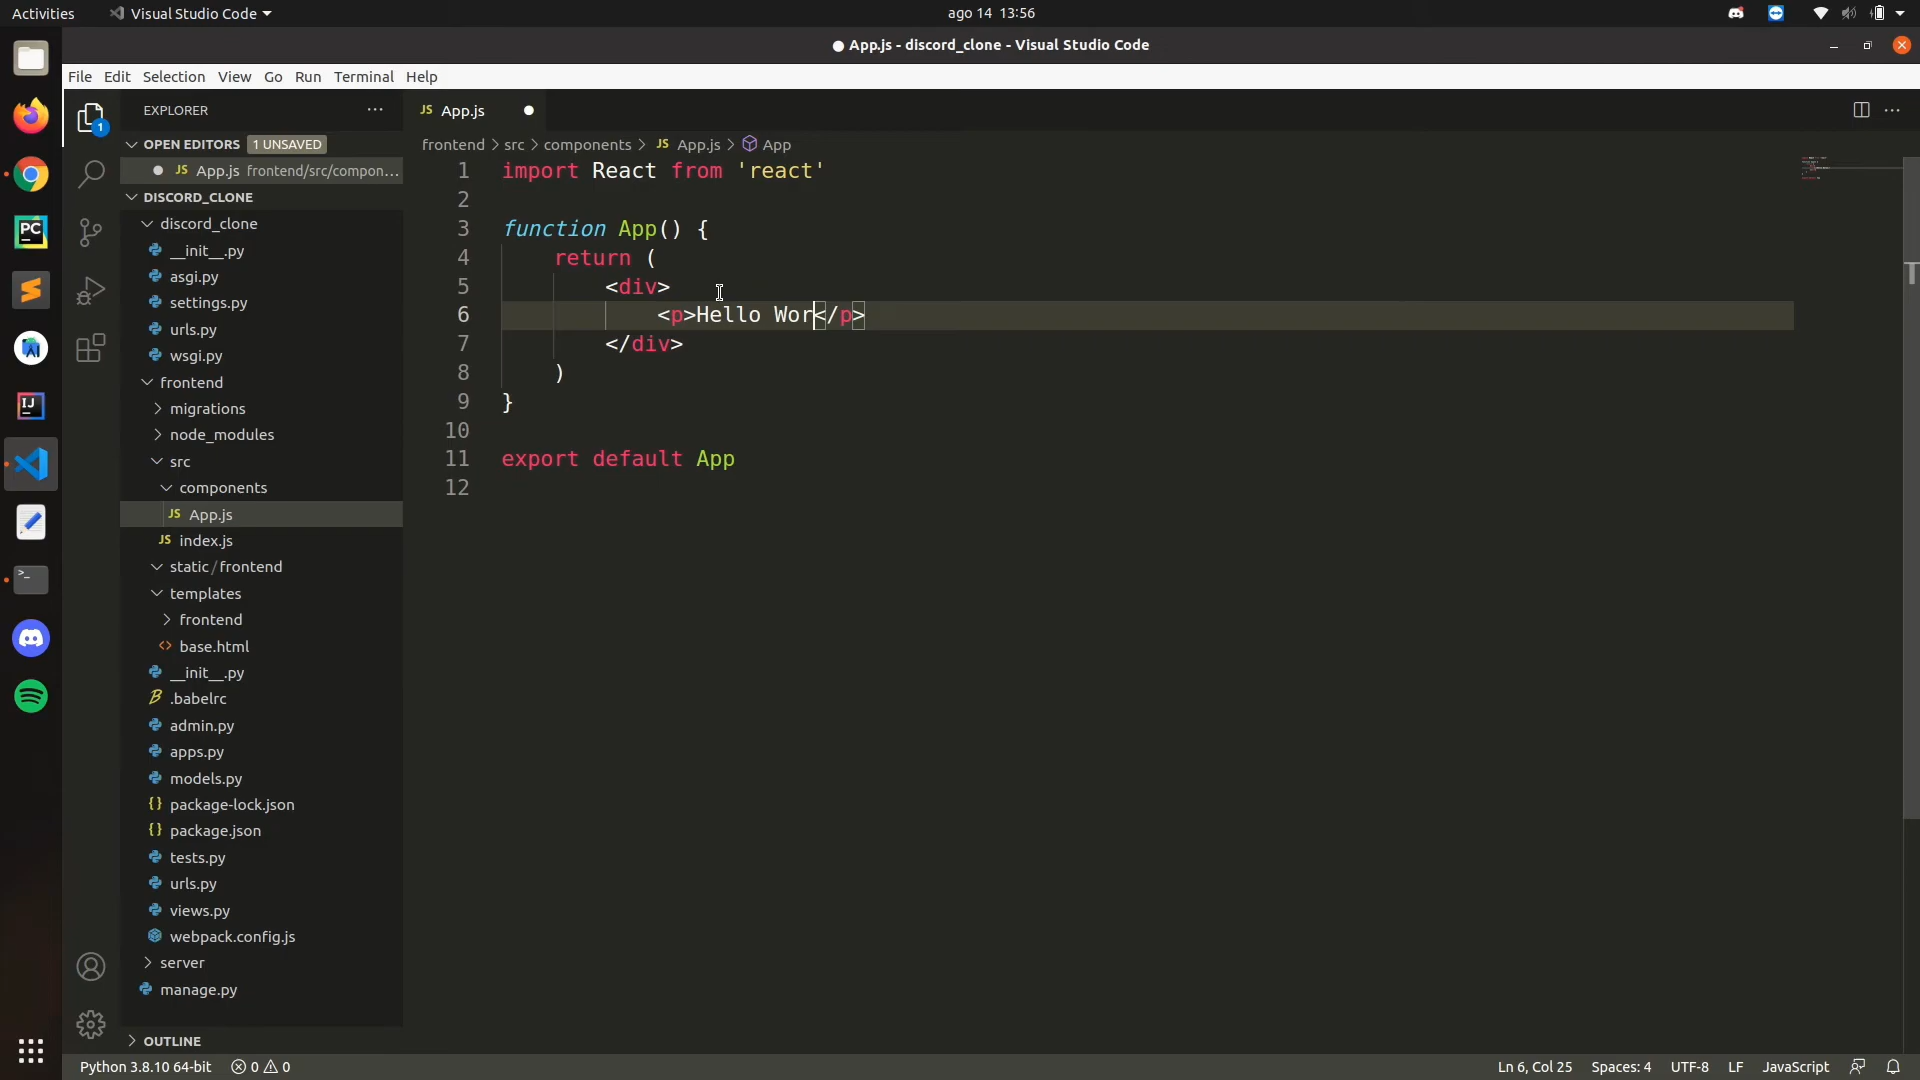 Activities Visual Studio Code ago 14 13:56
● App.js - discord_clone - Visual Studio Code
File Edit Selection View Go Run Terminal Help
EXPLORER
OPEN EDITORS 1 UNSAVED
JS App.js frontend/src/compon...
DISCORD_CLONE
discord_clone
__init__.py
asgi.py
settings.py
urls.py
wsgi.py
frontend
migrations
node_modules
src
components
JS App.js
JS index.js
static/frontend
templates
frontend
<> base.html
__init__.py
.babelrc
admin.py
apps.py
models.py
{} package-lock.json
{} package.json
tests.py
urls.py
views.py
webpack.config.js
server
manage.py
OUTLINE
JS App.js
frontend > src > components > JS App.js > App
1 import React from 'react'
2
3 function App() {
4 return (
5 <div>
6 <p>Hello Wor</p>
7 </div>
8 )
9 }
10
11 export default App
12
PC
IJ
1
Python 3.8.10 64-bit 0 0 Ln 6, Col 25 Spaces: 4 UTF-8 LF JavaScript